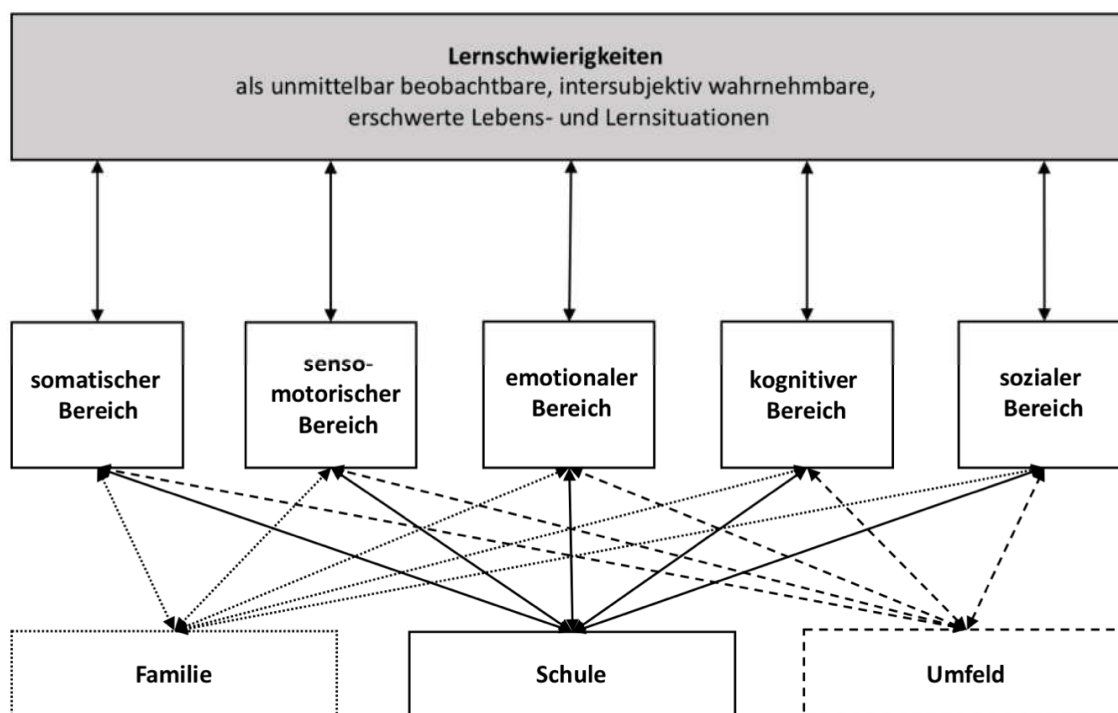 Lernschwierigkeiten
als unmittelbar beobachtbare, intersubjektiv wahrnehmbare,
erschwerte Lebens- und Lernsituationen
somatischer
Bereich
senso-
motorischer
Bereich
emotionaler
Bereich
kognitiver
Bereich
sozialer
Bereich
Familie
Schule
Umfeld